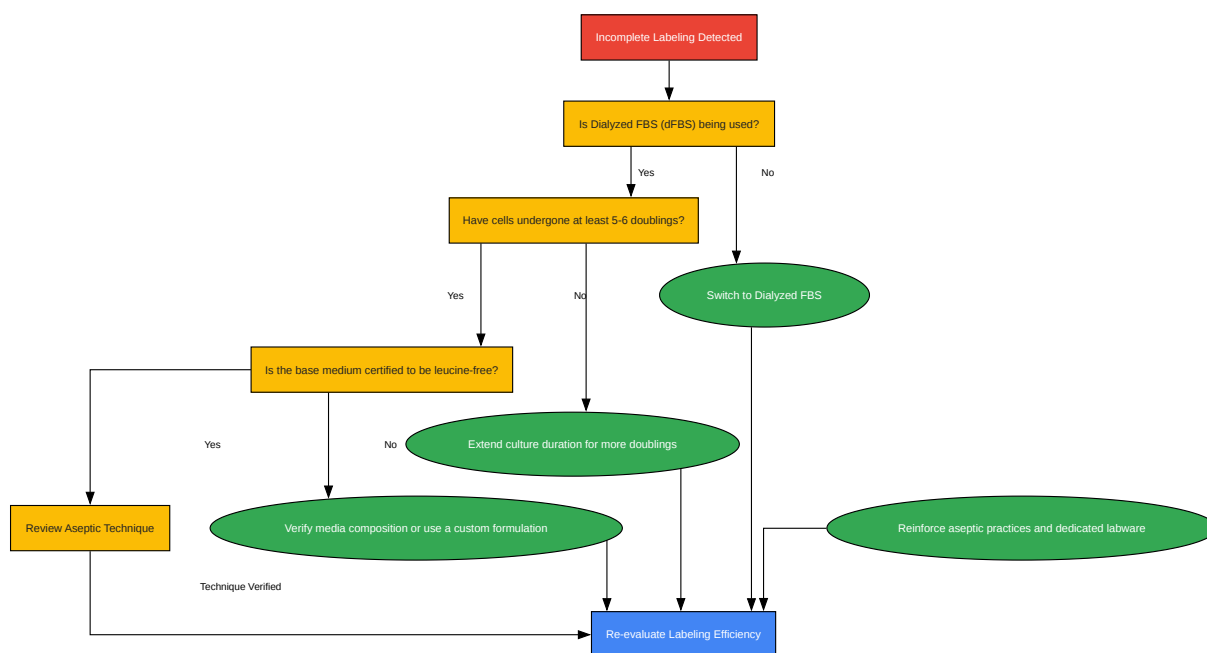 Incomplete Labeling Detected
Is Dialyzed FBS (dFBS) being used?
Yes
No
Have cells undergone at least 5-6 doublings?
Yes
No
Switch to Dialyzed FBS
Is the base medium certified to be leucine-free?
Yes
No
Extend culture duration for more doublings
Review Aseptic Technique
Verify media composition or use a custom formulation
Reinforce aseptic practices and dedicated labware
Technique Verified
Re-evaluate Labeling Efficiency